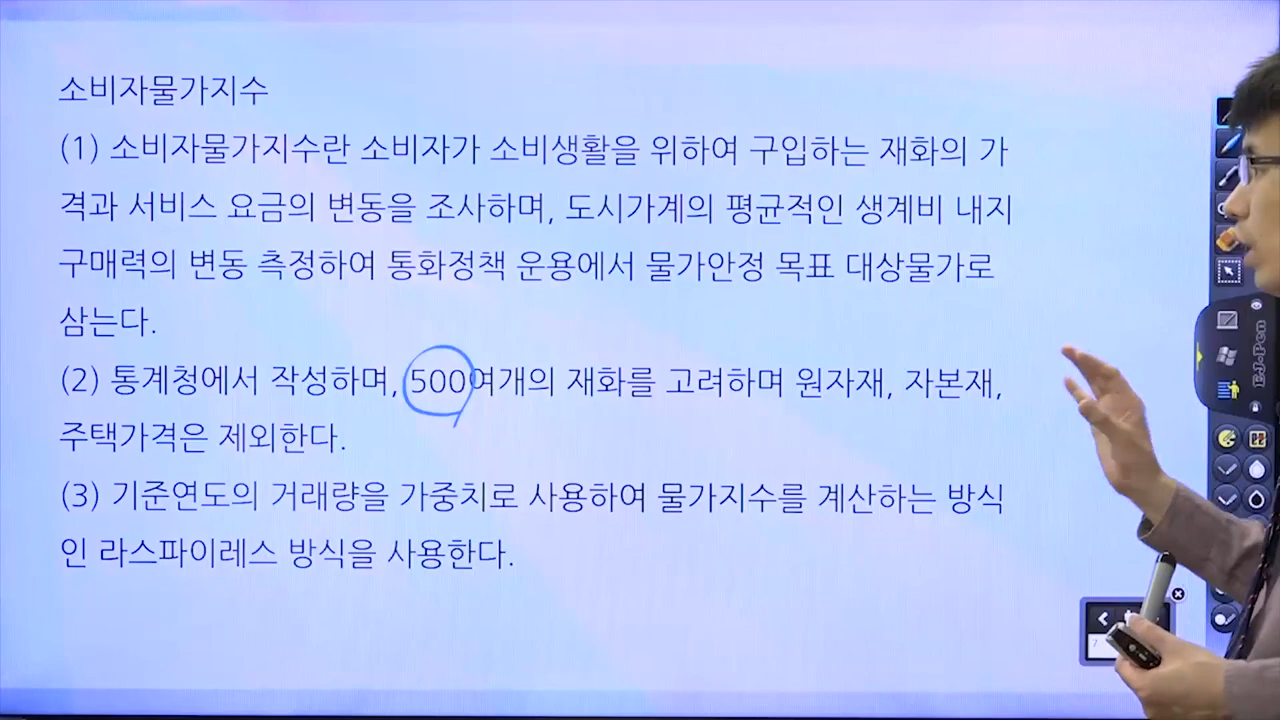 소비자물가지수
(1) 소비자물가지수란 소비자가 소비생활을 위하여 구입하는 재화의 가
격과 서비스 요금의 변동을 조사하며, 도시가계의 평균적인 생계비 내지
구매력의 변동 측정하여 통화정책 운용에서 물가안정 목표 대상물가로
삼는다.
(2) 통계청에서 작성하며, 500여개의 재화를 고려하며 원자재, 자본재,
주택가격은 제외한다.
(3) 기준연도의 거래량을 가중치로 사용하여 물가지수를 계산하는 방식
인 라스파이레스 방식을 사용한다.
EJ-Pen
7